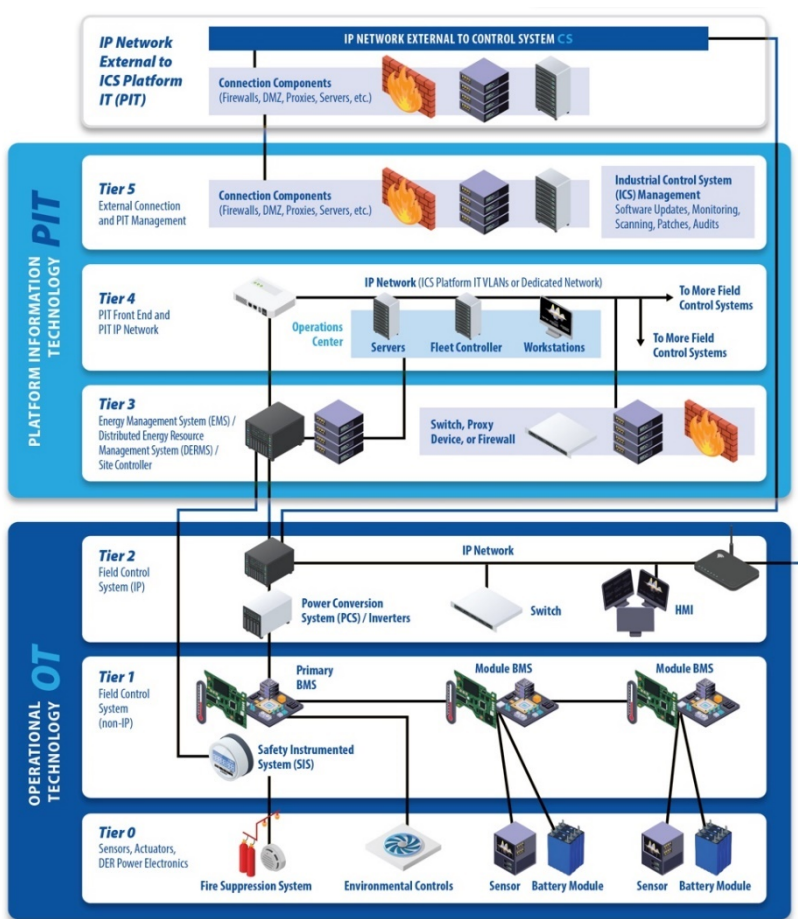 IP Network
External to
ICS Platform
IT (PIT)
IP NETWORK EXTERNAL TO CONTROL SYSTEM CS
Connection Components
(Firewalls, DMZ, Proxies, Servers, etc.)
PLATFORM INFORMATION
TECHNOLOGY PIT
Tier 5
External Connection
and PIT Management
Connection Components
(Firewalls, DMZ, Proxies, Servers, etc.)
Industrial Control System
(ICS) Management
Software Updates, Monitoring,
Scanning, Patches, Audits
Tier 4
PIT Front End and
PIT IP Network
IP Network (ICS Platform IT VLANs or Dedicated Network)
Operations
Center
Servers
Fleet Controller
Workstations
To More Field
Control Systems
To More Field
Control Systems
Tier 3
Energy Management System (EMS) /
Distributed Energy Resource
Management System (DERMS) /
Site Controller
Switch, Proxy
Device, or Firewall
OPERATIONAL
TECHNOLOGY OT
Tier 2
Field Control
System (IP)
IP Network
Power Conversion
System (PCS) / Inverters
Switch
HMI
Tier 1
Field Control
System
(non-IP)
Primary
BMS
Module BMS
Module BMS
Safety Instrumented
System (SIS)
Tier 0
Sensors, Actuators,
DER Power Electronics
Fire Suppression System
Environmental Controls
Sensor
Battery Module
Sensor
Battery Module